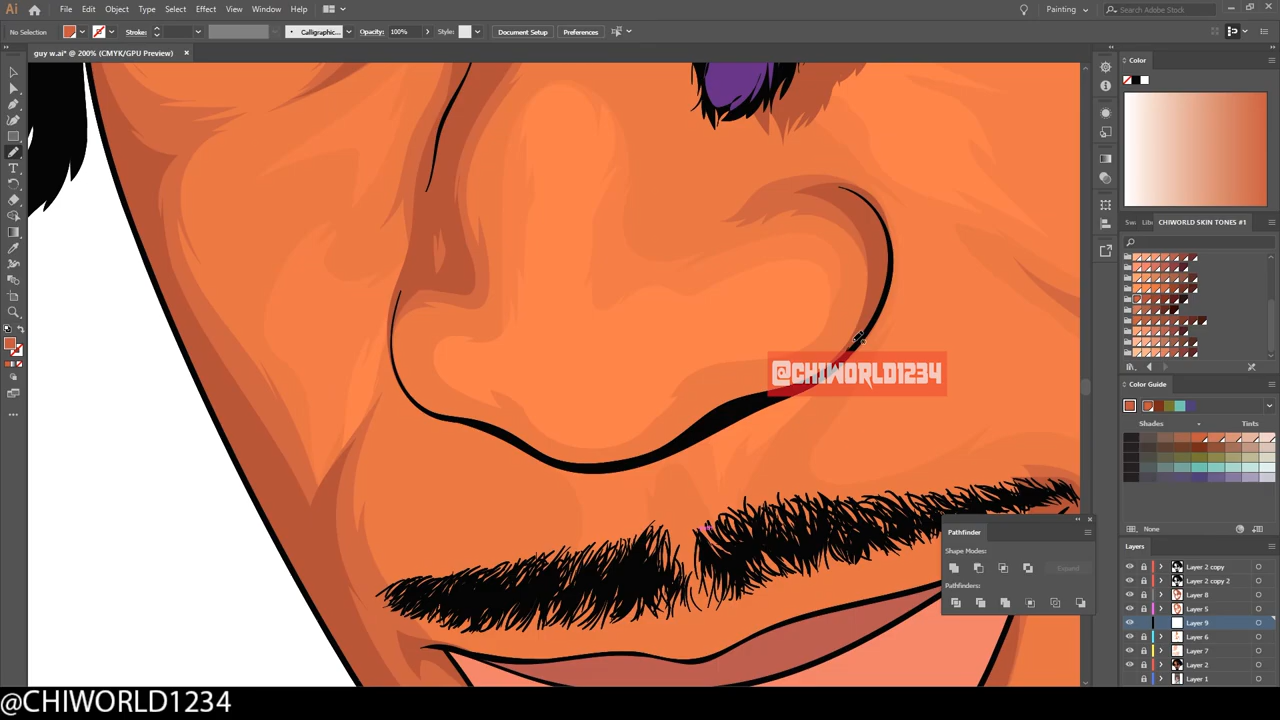 Ai File Edit Object Type Select Effect View Window Help Painting Search Adobe Stock
No Selection Stroke: Calligraphic... Opacity: 100% Style: Document Setup Preferences
guy w.ai* @ 200% (CMYK/GPU Preview) ×
Color
CHIWORLD SKIN TONES #1
@CHIWORLD1234
Color Guide
Shades Tints
None
Pathfinder
Shape Modes:
Expand
Pathfinders:
Layers
Layer 2 copy
Layer 2 copy 2
Layer 8
Layer 5
Layer 9
Layer 6
Layer 7
Layer 2
Layer 1
@CHIWORLD1234